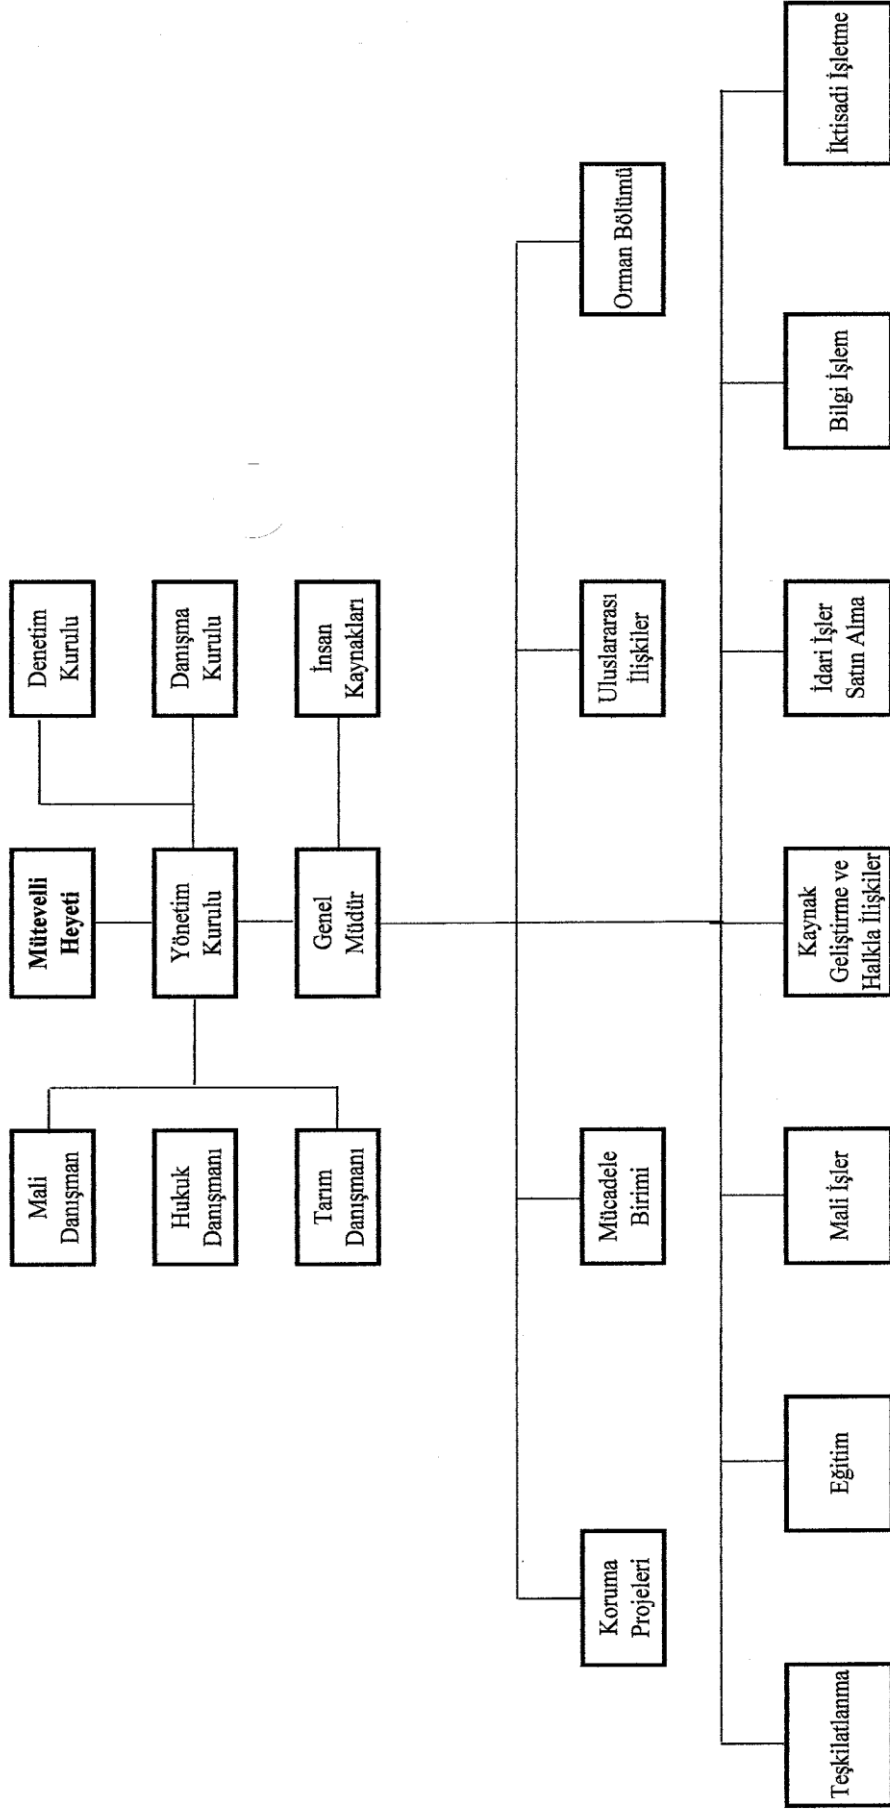 Mali
Danışman
Mütevelli
Heyeti
Denetim
Kurulu
Hukuk
Danışmanı
Yönetim
Kurulu
Danışma
Kurulu
Tarım
Danışmanı
Genel
Müdür
İnsan
Kaynakları
Koruma
Projeleri
Mücadele
Birimi
Uluslararası
İlişkiler
Orman Bölümü
Teşkilatlanma
Eğitim
Mali İşler
Kaynak
Geliştirme ve
Halkla İlişkiler
İdari İşler
Satın Alma
Bilgi İşlem
İktisadi İşletme